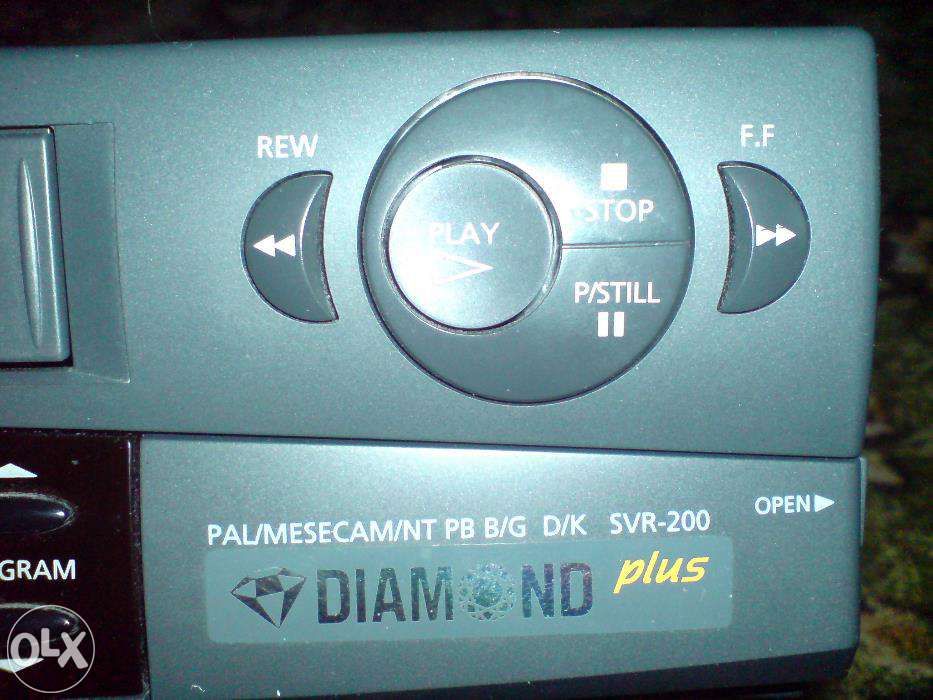 REW
F.F
STOP
PLAY
P/STILL
OPEN
PAL/MESECAM/NT PB B/G D/K SVR-200
DIAMOND plus
GRAM
OLX